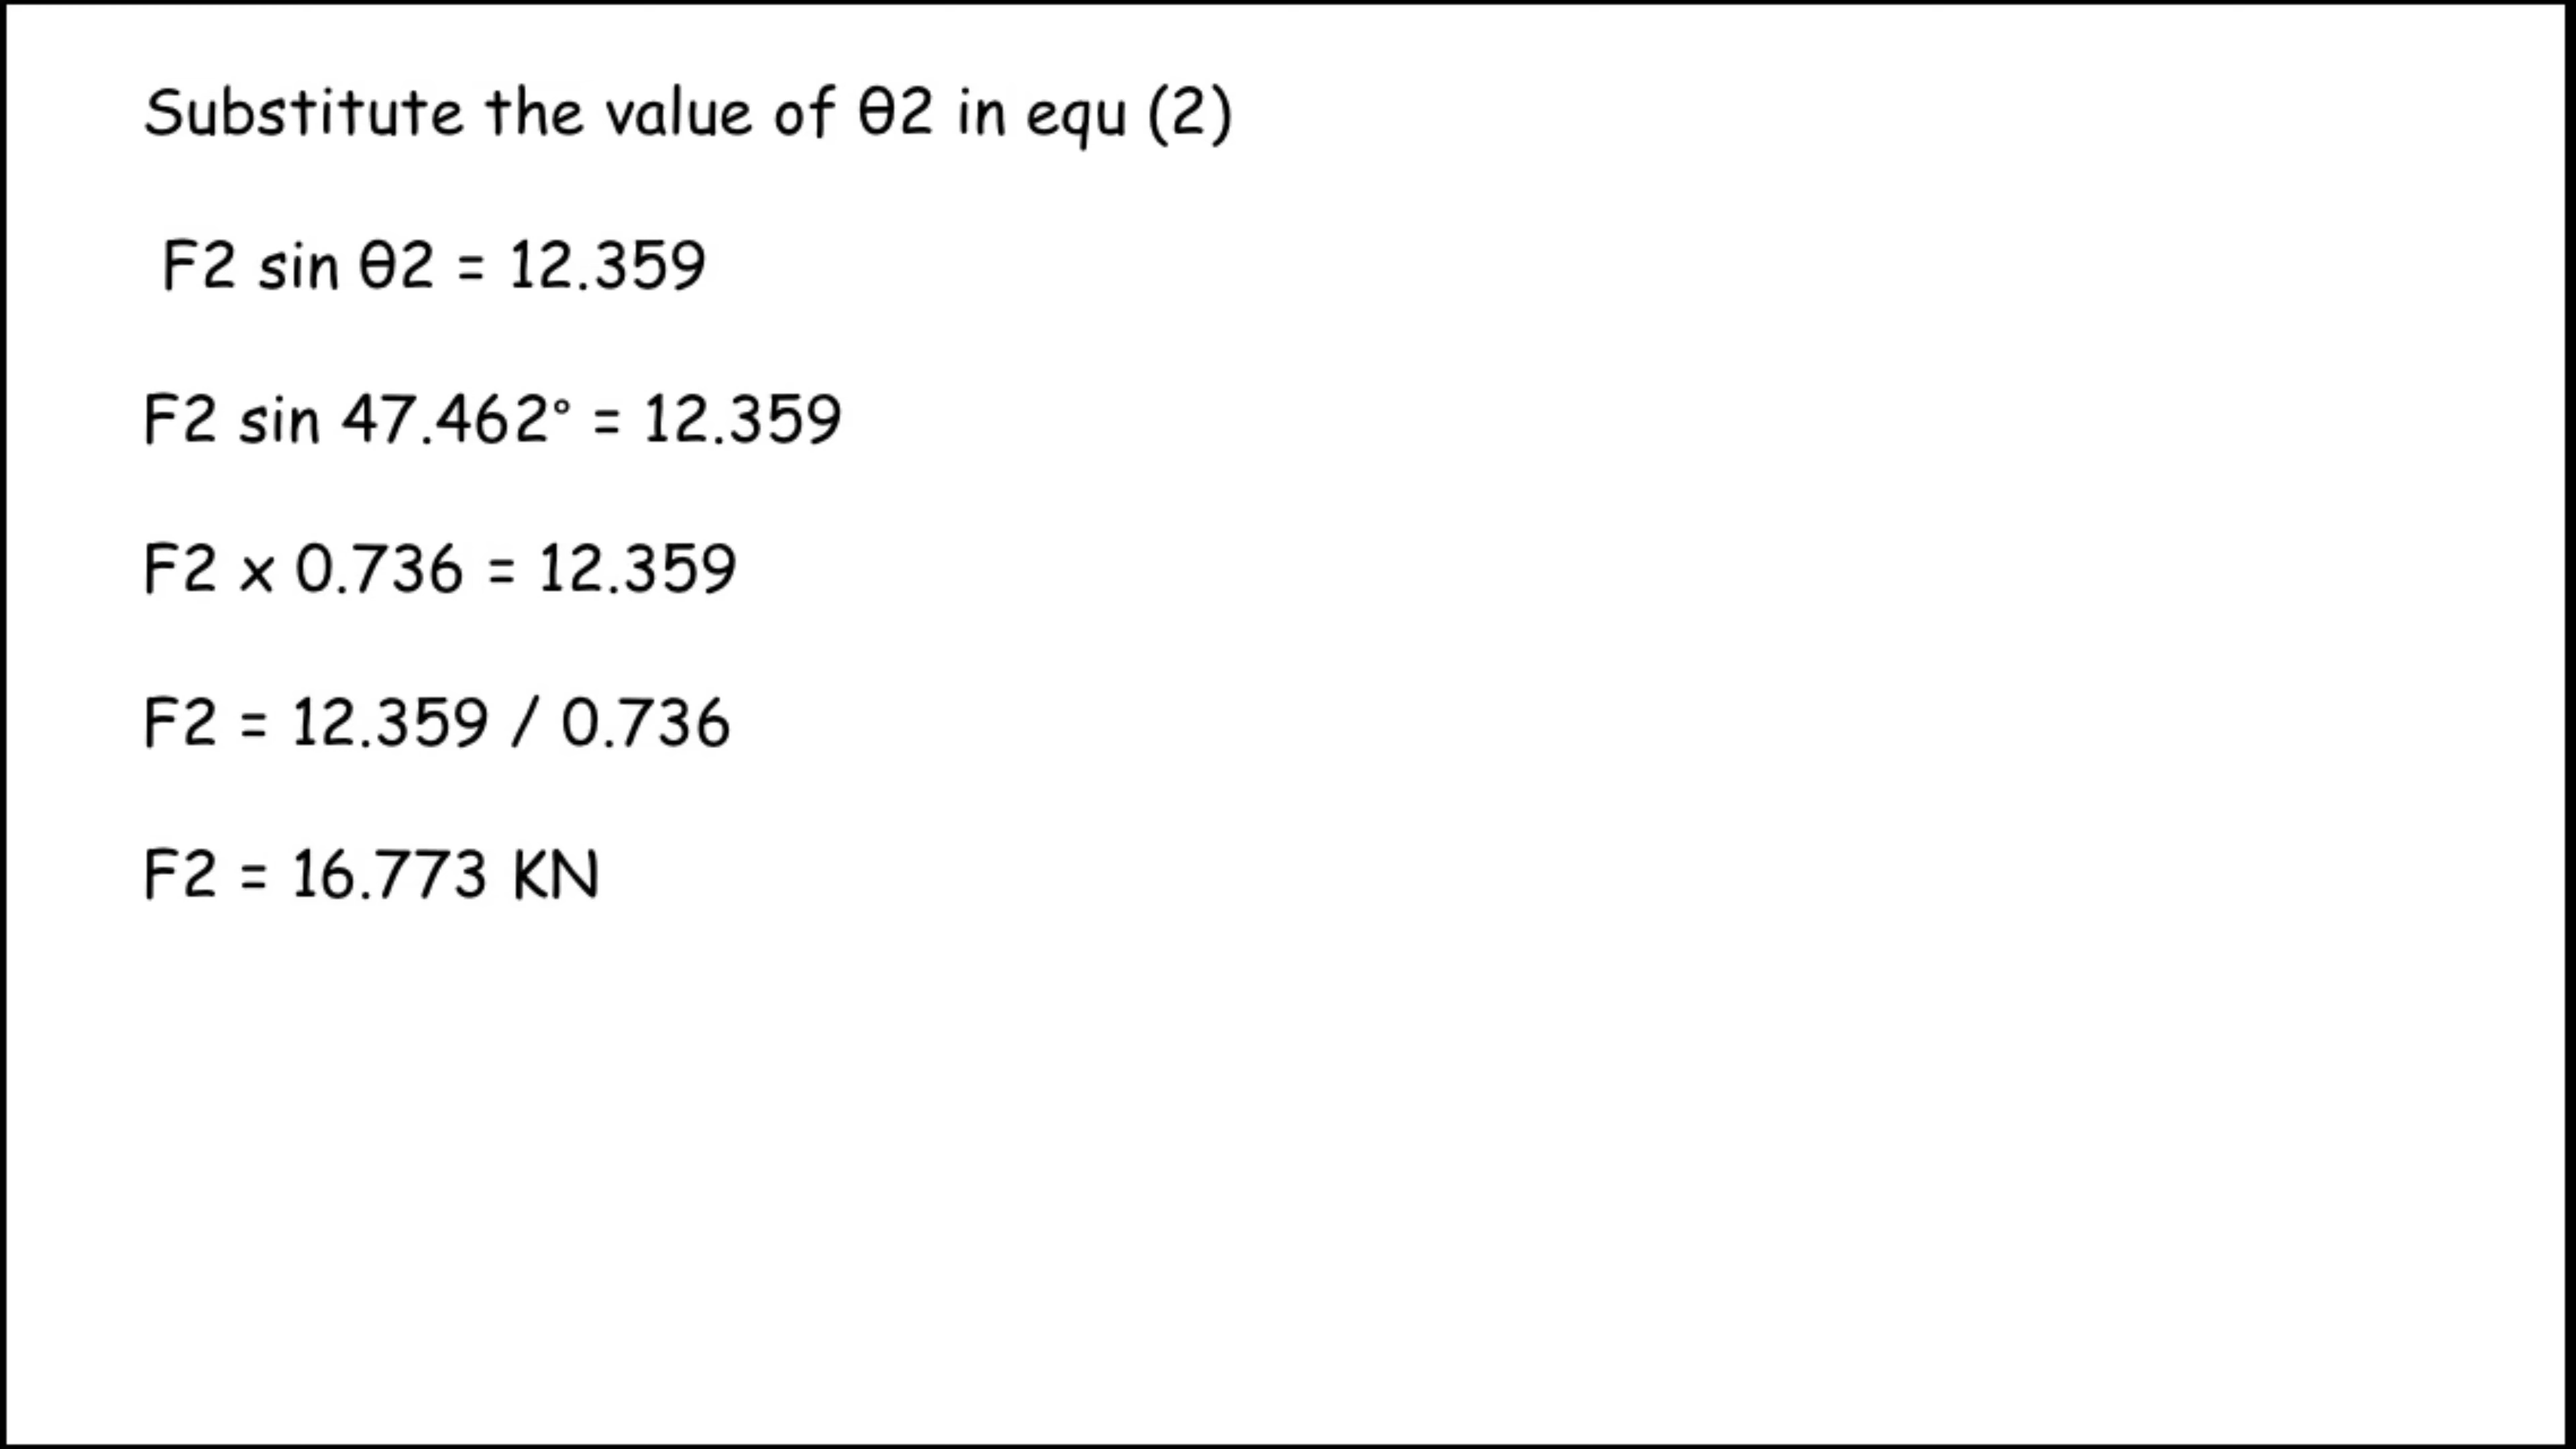 Substitute the value of θ2 in equ (2)
F2 sin θ2 = 12.359
F2 sin 47.462° = 12.359
F2 x 0.736 = 12.359
F2 = 12.359 / 0.736
F2 = 16.773 KN